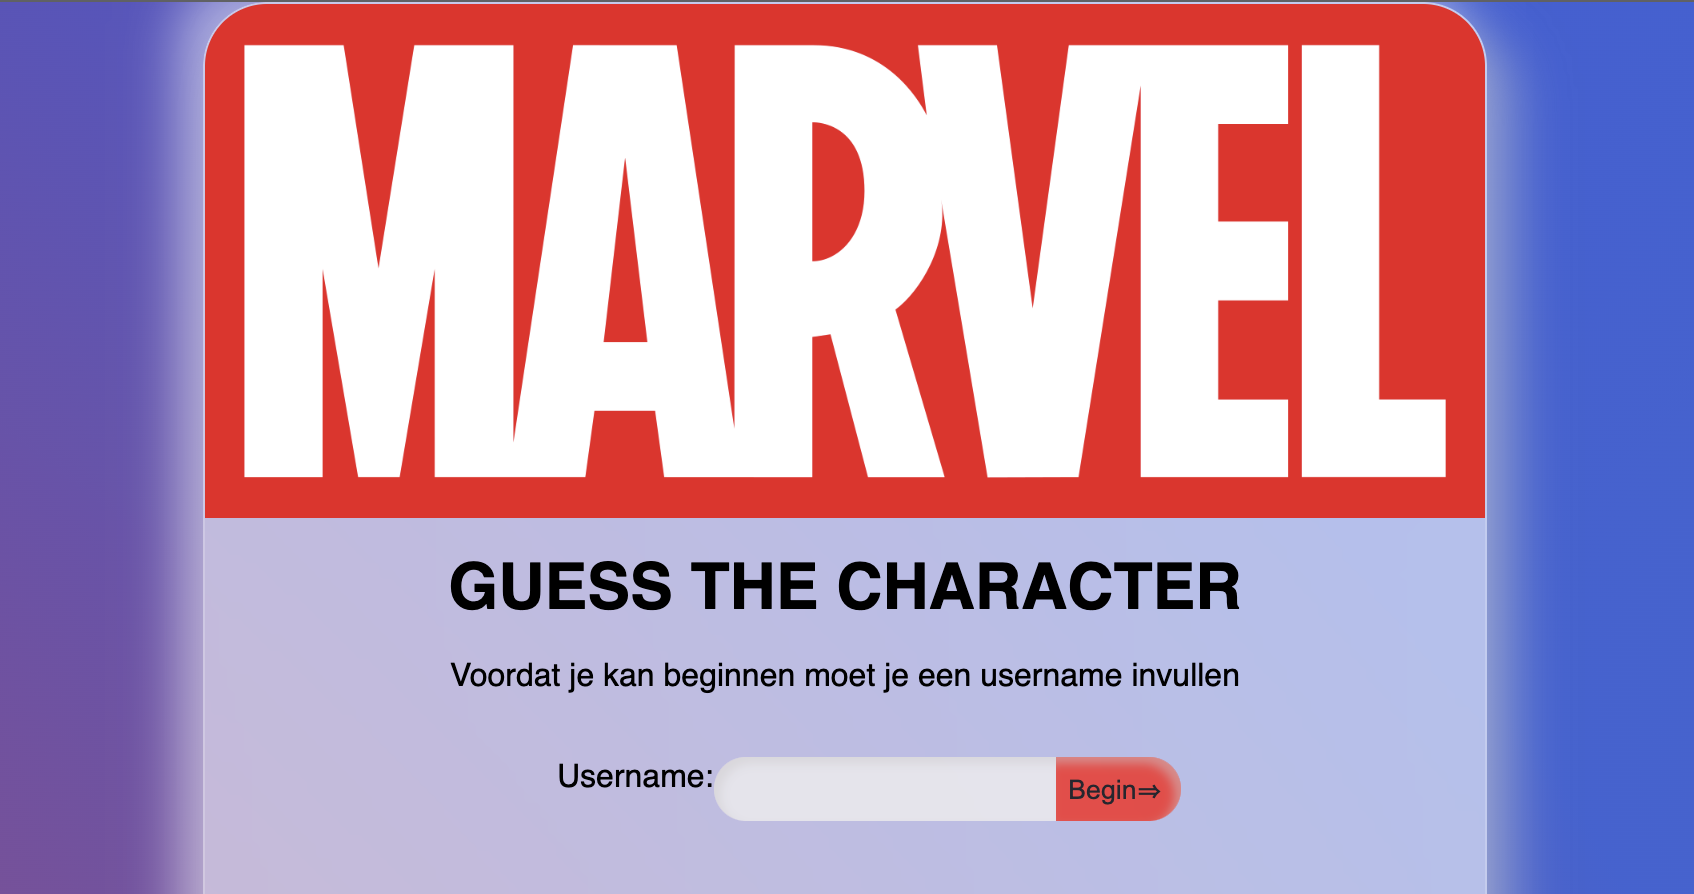 MARVEL
GUESS THE CHARACTER
Voordat je kan beginnen moet je een username invullen
Username: Begin⇒